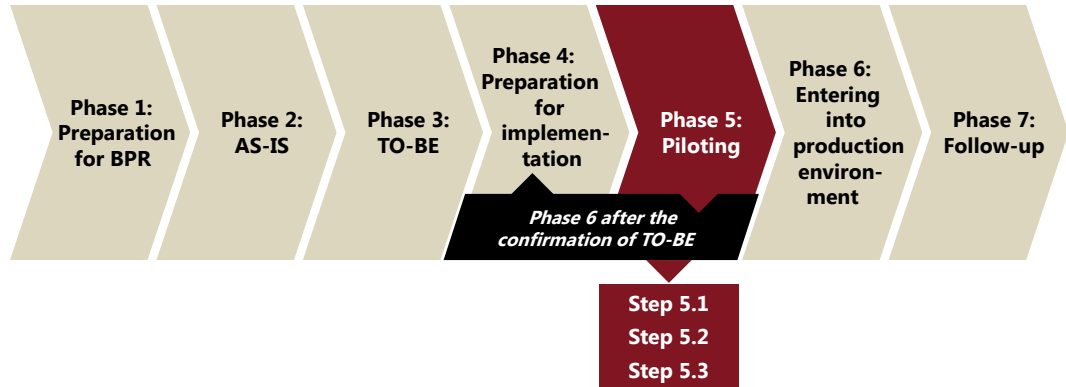 Phase 1:
Preparation
for BPR
Phase 2:
AS-IS
Phase 3:
TO-BE
Phase 4:
Preparation
for
implemen-
tation
Phase 5:
Piloting
Phase 6:
Entering
into
production
environ-
ment
Phase 7:
Follow-up
Phase 6 after the
confirmation of TO-BE
Step 5.1
Step 5.2
Step 5.3